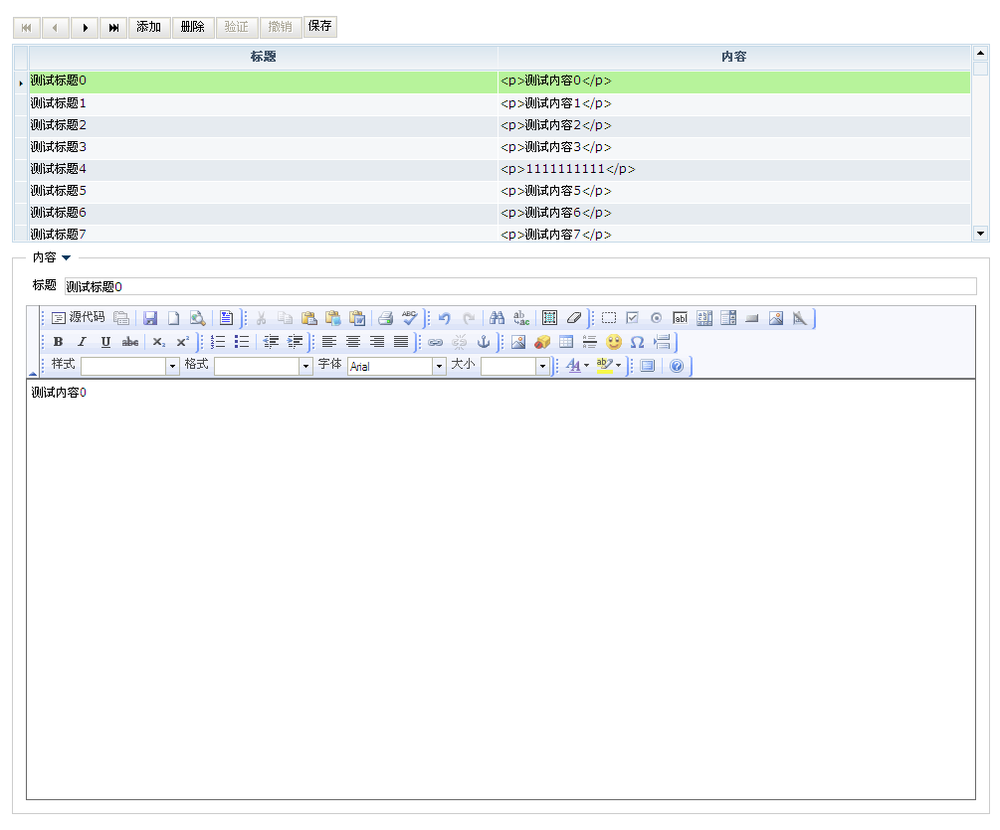 添加 删除 验证 撤销 保存
标题 内容
测试标题0 <p>测试内容0</p>
测试标题1 <p>测试内容1</p>
测试标题2 <p>测试内容2</p>
测试标题3 <p>测试内容3</p>
测试标题4 <p>1111111111</p>
测试标题5 <p>测试内容5</p>
测试标题6 <p>测试内容6</p>
测试标题7 <p>测试内容7</p>
内容
标题 测试标题0
源代码 ABC ab ac abl
B I U abc X₂ X²  Ω
样式 格式 字体 Arial 大小 A ab ?
测试内容0